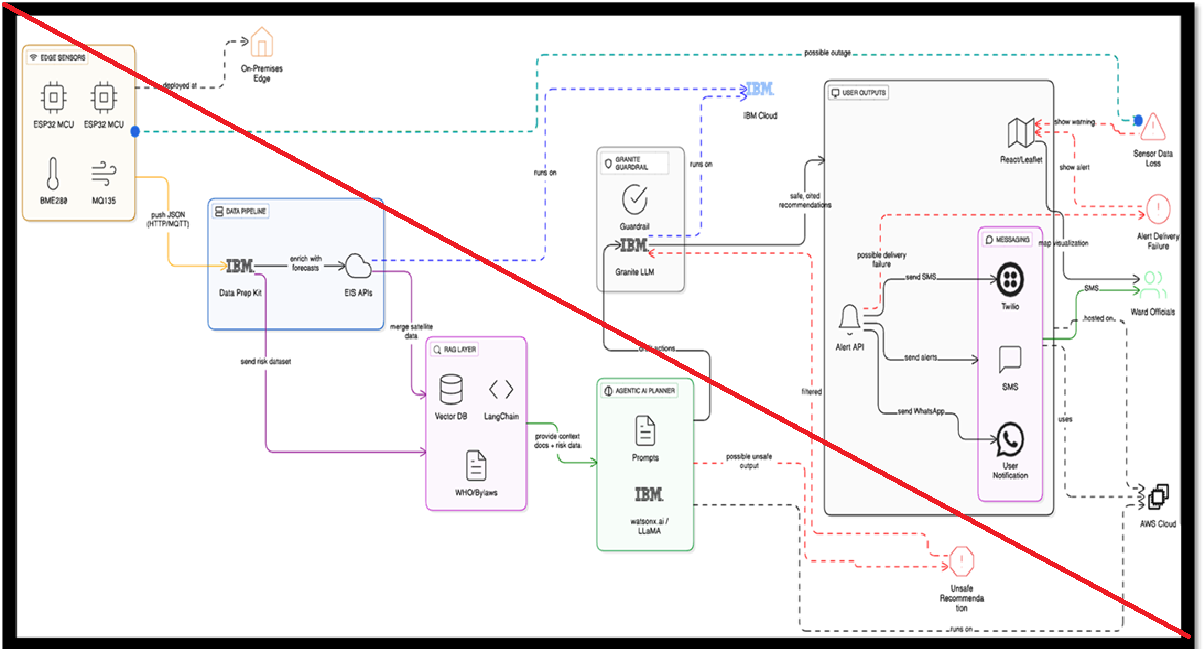 EDGE SENSORS
ESP32 MCU
ESP32 MCU
BME280
MQ135
deployed at
On-Premises
Edge
possible outage
push JSON
(HTTP/MQTT)
DATA PIPELINE
IBM
Data Prep Kit
enrich with
forecasts
EIS APIs
runs on
IBM
IBM Cloud
send risk dataset
merge satellite
data
RAG LAYER
Vector DB
LangChain
WHO/Bylaws
provide context
docs + risk data
GRANITE
GUARDRAIL
Guardrail
IBM
Granite LLM
runs on
actions
AGENTIC AI PLANNER
Prompts
IBM
watsonx.ai /
LLaMA
possible unsafe
output
safe, cited
recommendations
filtered
USER OUTPUTS
React/Leaflet
show warning
show alert
Sensor Data
Loss
Alert Delivery
Failure
possible delivery
failure
Alert API
send SMS
send alerts
send WhatsApp
MESSAGING
Twilio
SMS
User
Notification
map visualization
SMS
Ward Officials
hosted on
uses
AWS Cloud
Unsafe
Recommenda
tion
runs on